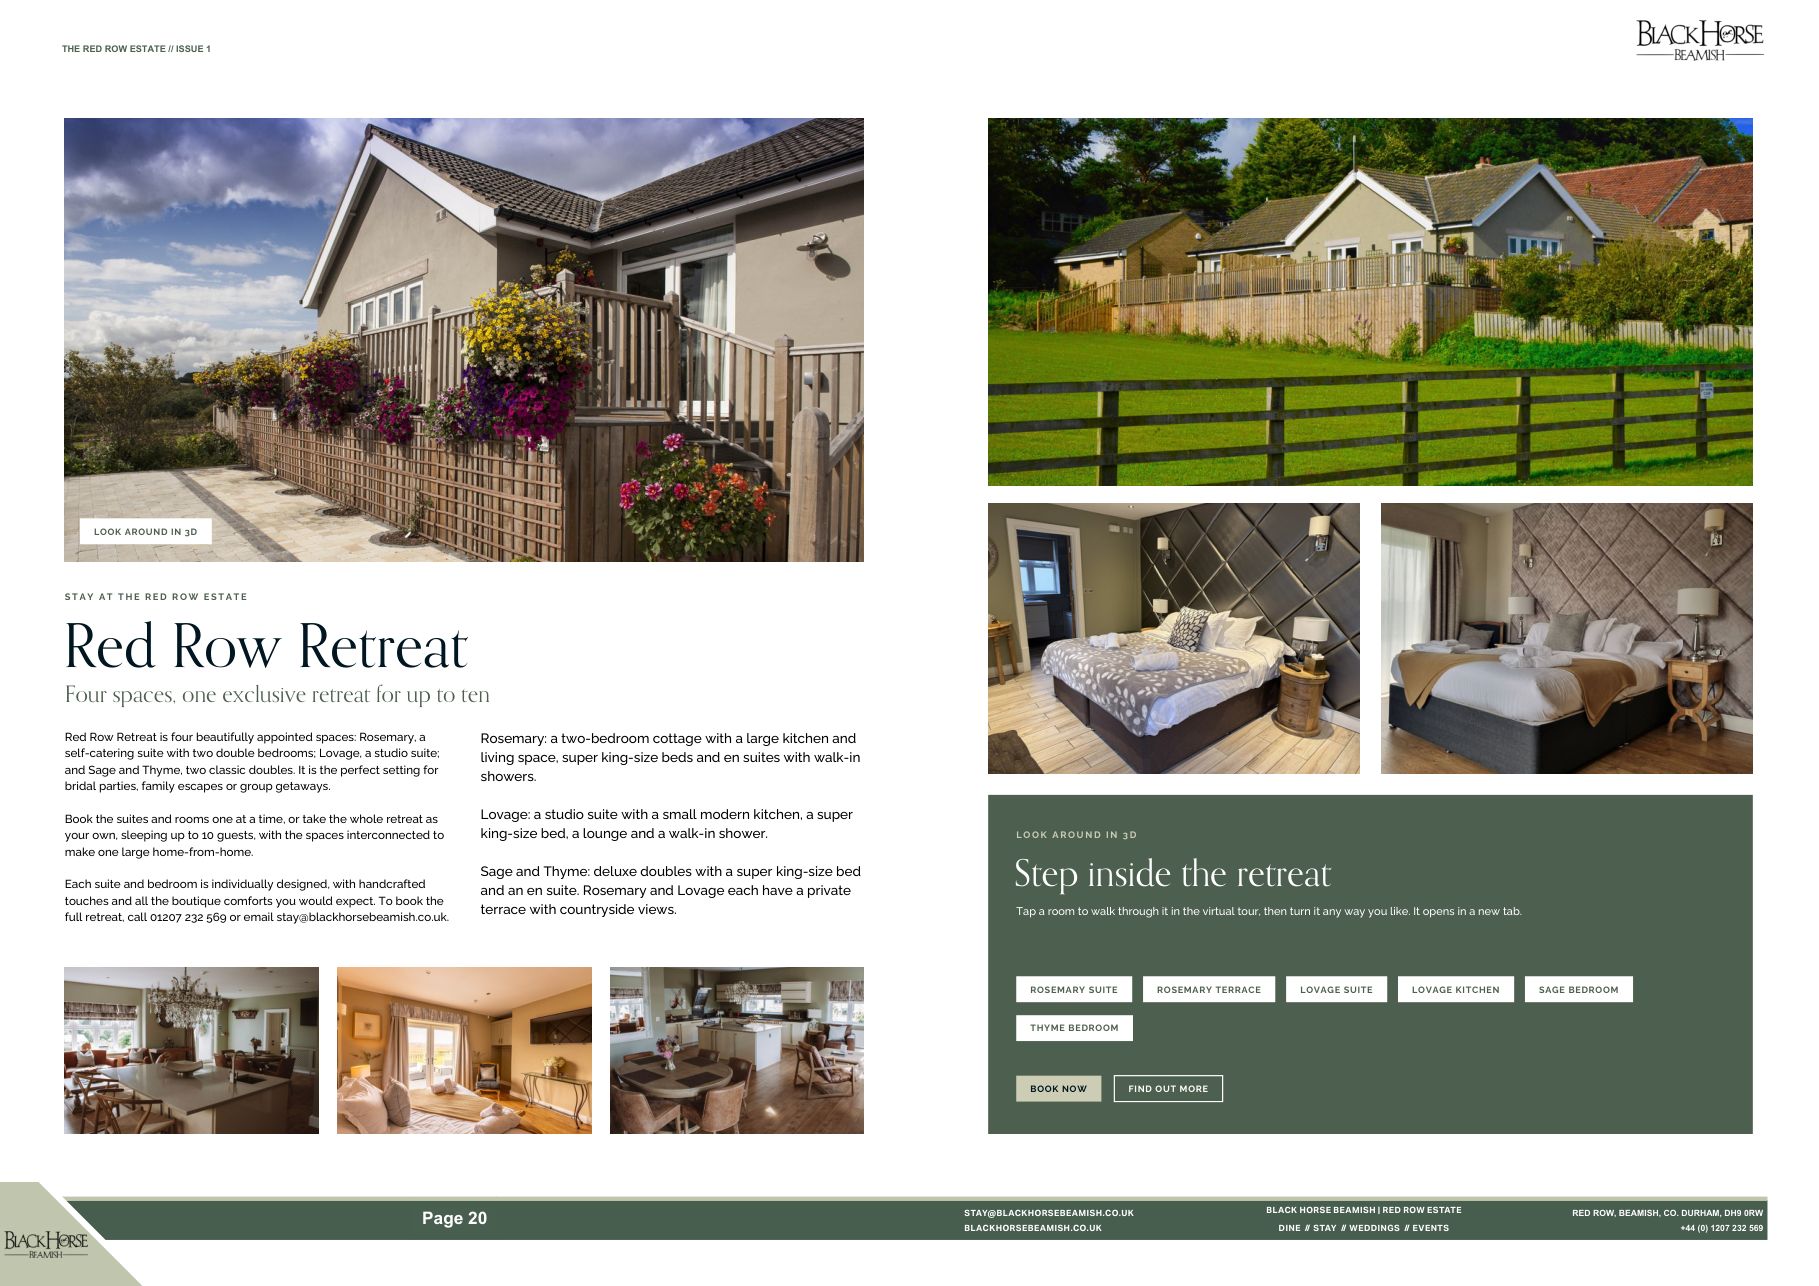 THE RED ROW ESTATE // ISSUE 1
BLACK HORSE
BEAMISH
LOOK AROUND IN 3D
STAY AT THE RED ROW ESTATE
Red Row Retreat
Four spaces, one exclusive retreat for up to ten
Red Row Retreat is four beautifully appointed spaces: Rosemary, a
self-catering suite with two double bedrooms; Lovage, a studio suite;
and Sage and Thyme, two classic doubles. It is the perfect setting for
bridal parties, family escapes or group getaways.
Book the suites and rooms one at a time, or take the whole retreat as
your own, sleeping up to 10 guests, with the spaces interconnected to
make one large home-from-home.
Each suite and bedroom is individually designed, with handcrafted
touches and all the boutique comforts you would expect. To book the
full retreat, call 01207 232 569 or email stay@blackhorsebeamish.co.uk.
Rosemary: a two-bedroom cottage with a large kitchen and
living space, super king-size beds and en suites with walk-in
showers.
Lovage: a studio suite with a small modern kitchen, a super
king-size bed, a lounge and a walk-in shower.
Sage and Thyme: deluxe doubles with a super king-size bed
and an en suite. Rosemary and Lovage each have a private
terrace with countryside views.
LOOK AROUND IN 3D
Step inside the retreat
Tap a room to walk through it in the virtual tour, then turn it any way you like. It opens in a new tab.
ROSEMARY SUITE
ROSEMARY TERRACE
LOVAGE SUITE
LOVAGE KITCHEN
SAGE BEDROOM
THYME BEDROOM
BOOK NOW
FIND OUT MORE
BLACK HORSE
BEAMISH
Page 20
STAY@BLACKHORSEBEAMISH.CO.UK
BLACKHORSEBEAMISH.CO.UK
BLACK HORSE BEAMISH | RED ROW ESTATE
DINE // STAY // WEDDINGS // EVENTS
RED ROW, BEAMISH, CO. DURHAM, DH9 0RW
+44 (0) 1207 232 569